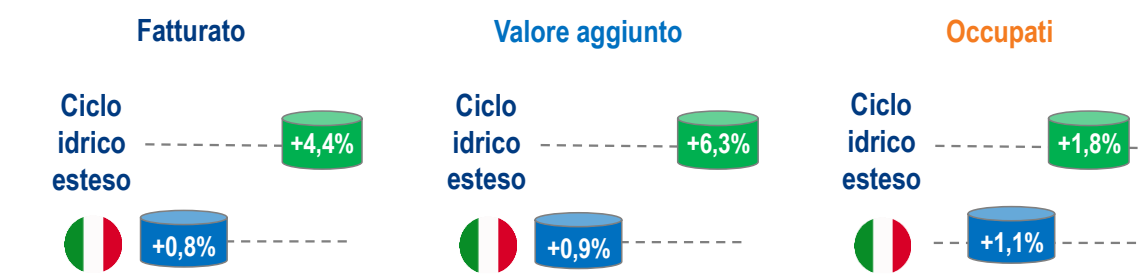 Fatturato
Ciclo
idrico
esteso
+4,4%
+0,8%
Valore aggiunto
Ciclo
idrico
esteso
+6,3%
+0,9%
Occupati
Ciclo
idrico
esteso
+1,8%
+1,1%